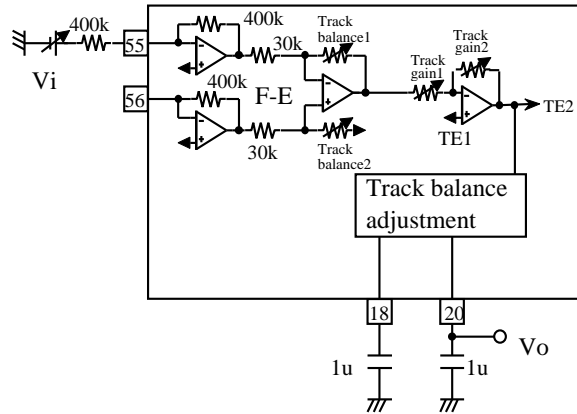 400k
400k
Track
balance1
30k
Track
gain2
Track
gain1
55
Vi
400k
F-E
56
TE2
TE1
30k
Track
balance2
Track balance
adjustment
18
20
Vo
1u
1u